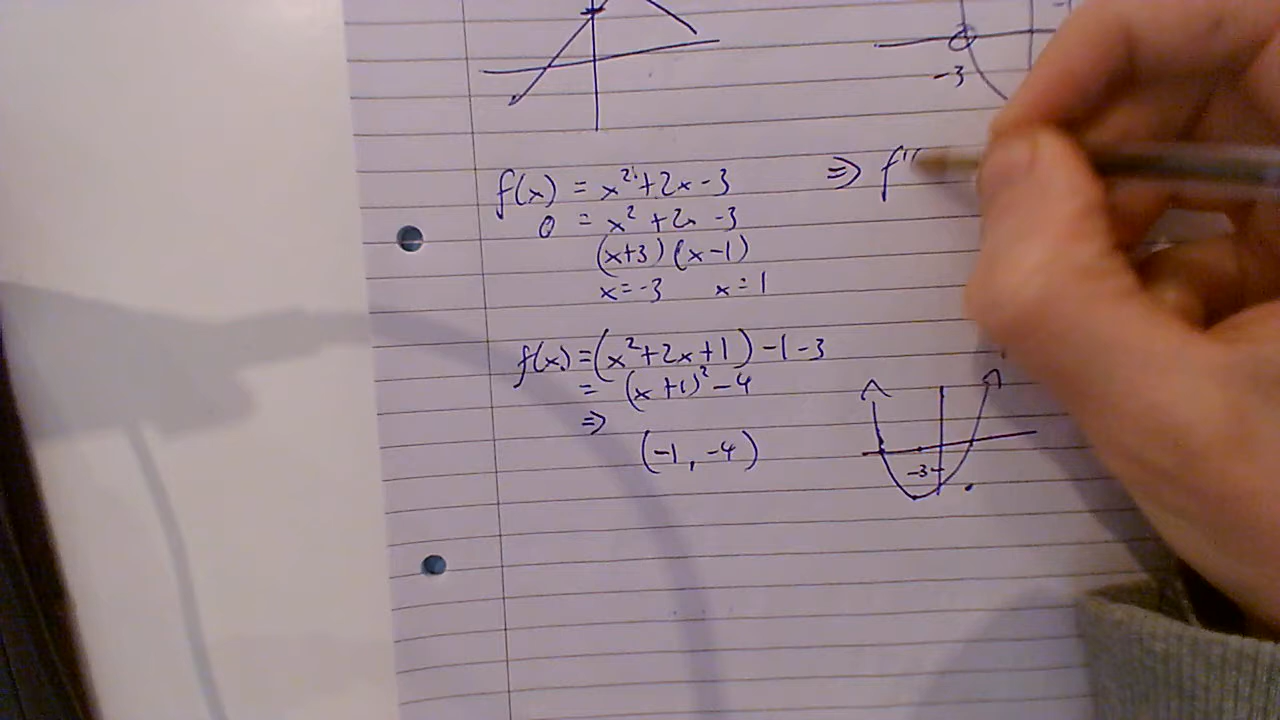 -3
f(x) = x²+2x-3 ⇒ f''
0 = x² +2x -3
(x+3)(x-1)
x=-3 x=1
f(x)=(x²+2x+1)-1-3
= (x+1)²-4
⇒
(-1, -4)
-3